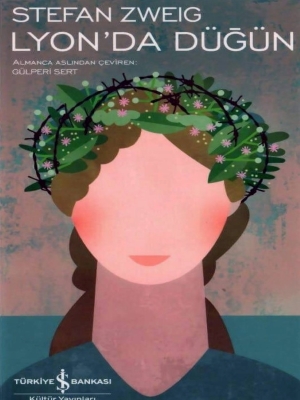 STEFAN ZWEIG
LYON'DA DÜĞÜN
ALMANCA ASLINDAN ÇEVİREN:
GÜLPERİ SERT
TÜRKİYE İŞ BANKASI
Kültür Yayınları